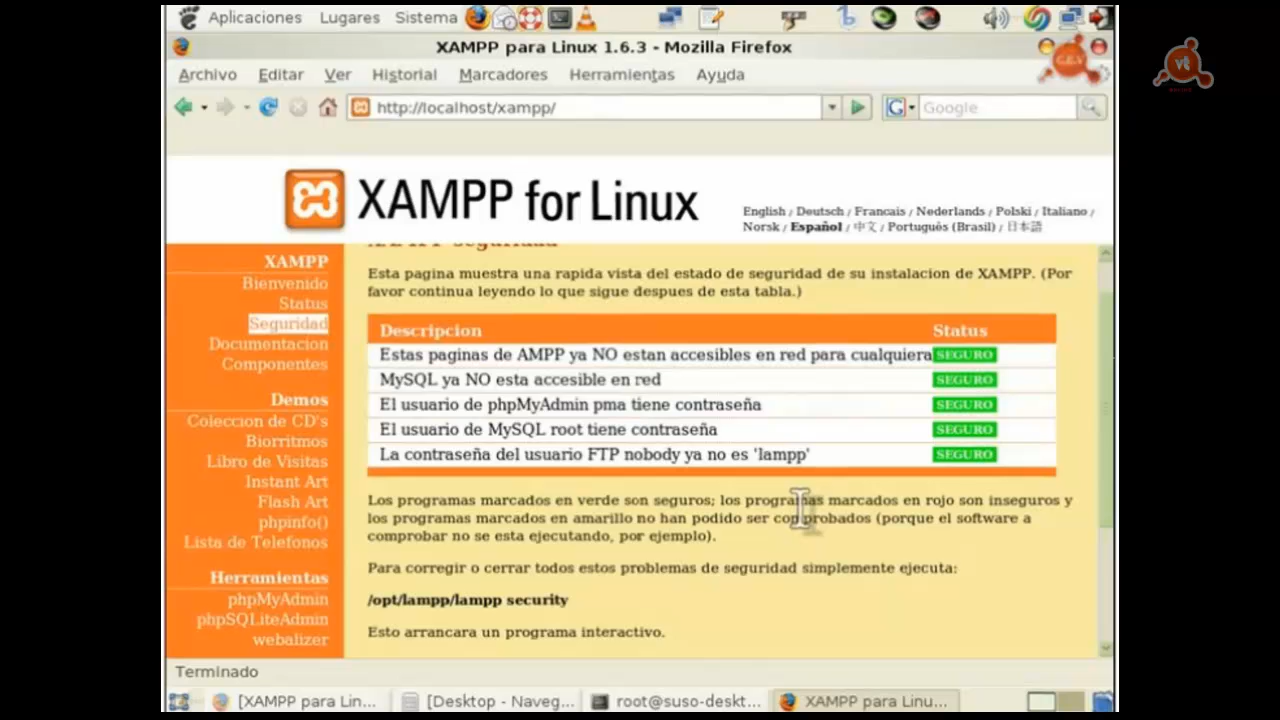 Aplicaciones Lugares Sistema
XAMPP para Linux 1.6.3 - Mozilla Firefox
Archivo Editar Ver Historial Marcadores Herramientas Ayuda
http://localhost/xampp/ Google
XAMPP for Linux
English / Deutsch / Francais / Nederlands / Polski / Italiano /
Norsk / Español / 中文 / Português (Brasil) / 日本語
XAMPP
Bienvenido
Status
Seguridad
Documentacion
Componentes
Demos
Coleccion de CD's
Biorritmos
Libro de Visitas
Instant Art
Flash Art
phpinfo()
Lista de Telefonos
Herramientas
phpMyAdmin
phpSQLiteAdmin
webalizer
XAMPP seguridad
Esta pagina muestra una rapida vista del estado de seguridad de su instalacion de XAMPP. (Por
favor continua leyendo lo que sigue despues de esta tabla.)
Descripcion Status
Estas paginas de AMPP ya NO estan accesibles en red para cualquiera SEGURO
MySQL ya NO esta accesible en red SEGURO
El usuario de phpMyAdmin pma tiene contraseña SEGURO
El usuario de MySQL root tiene contraseña SEGURO
La contraseña del usuario FTP nobody ya no es 'lampp' SEGURO
Los programas marcados en verde son seguros; los programas marcados en rojo son inseguros y
los programas marcados en amarillo no han podido ser comprobados (porque el software a
comprobar no se esta ejecutando, por ejemplo).
Para corregir o cerrar todos estos problemas de seguridad simplemente ejecuta:
/opt/lampp/lampp security
Esto arrancara un programa interactivo.
Terminado
[XAMPP para Lin... [Desktop - Naveg... root@suso-deskt... XAMPP para Linu...
vt